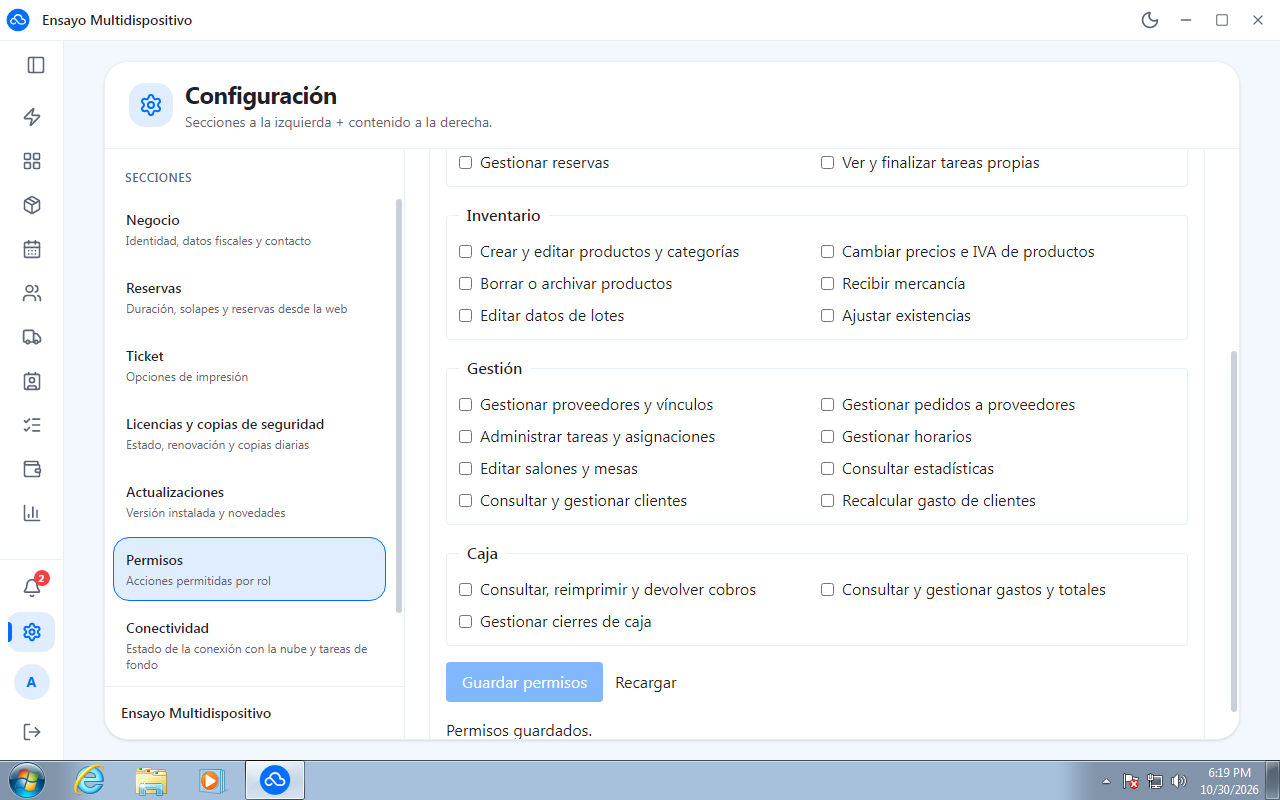 Ensayo Multidispositivo
Configuración
Secciones a la izquierda + contenido a la derecha.
SECCIONES
Negocio
Identidad, datos fiscales y contacto
Reservas
Duración, solapes y reservas desde la web
Ticket
Opciones de impresión
Licencias y copias de seguridad
Estado, renovación y copias diarias
Actualizaciones
Versión instalada y novedades
Permisos
Acciones permitidas por rol
Conectividad
Estado de la conexión con la nube y tareas de
fondo
Ensayo Multidispositivo
2
A
Gestionar reservas
Ver y finalizar tareas propias
Inventario
Crear y editar productos y categorías
Cambiar precios e IVA de productos
Borrar o archivar productos
Recibir mercancía
Editar datos de lotes
Ajustar existencias
Gestión
Gestionar proveedores y vínculos
Gestionar pedidos a proveedores
Administrar tareas y asignaciones
Gestionar horarios
Editar salones y mesas
Consultar estadísticas
Consultar y gestionar clientes
Recalcular gasto de clientes
Caja
Consultar, reimprimir y devolver cobros
Consultar y gestionar gastos y totales
Gestionar cierres de caja
Guardar permisos
Recargar
Permisos guardados.
6:19 PM
10/30/2026